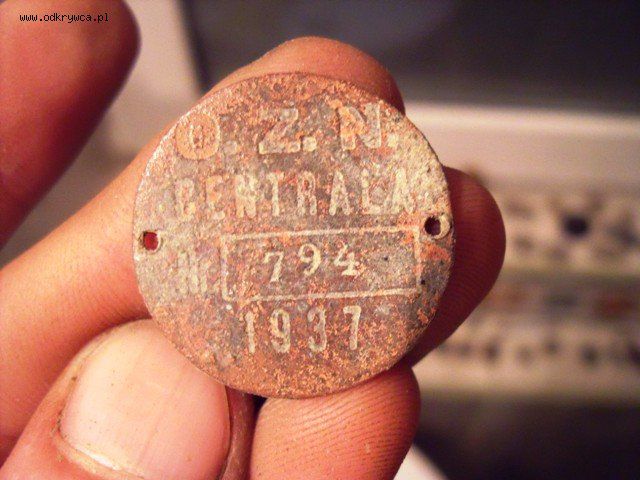 www.odkrywca.pl
O.Z.N.
CENTRALA
Nr 794
1937